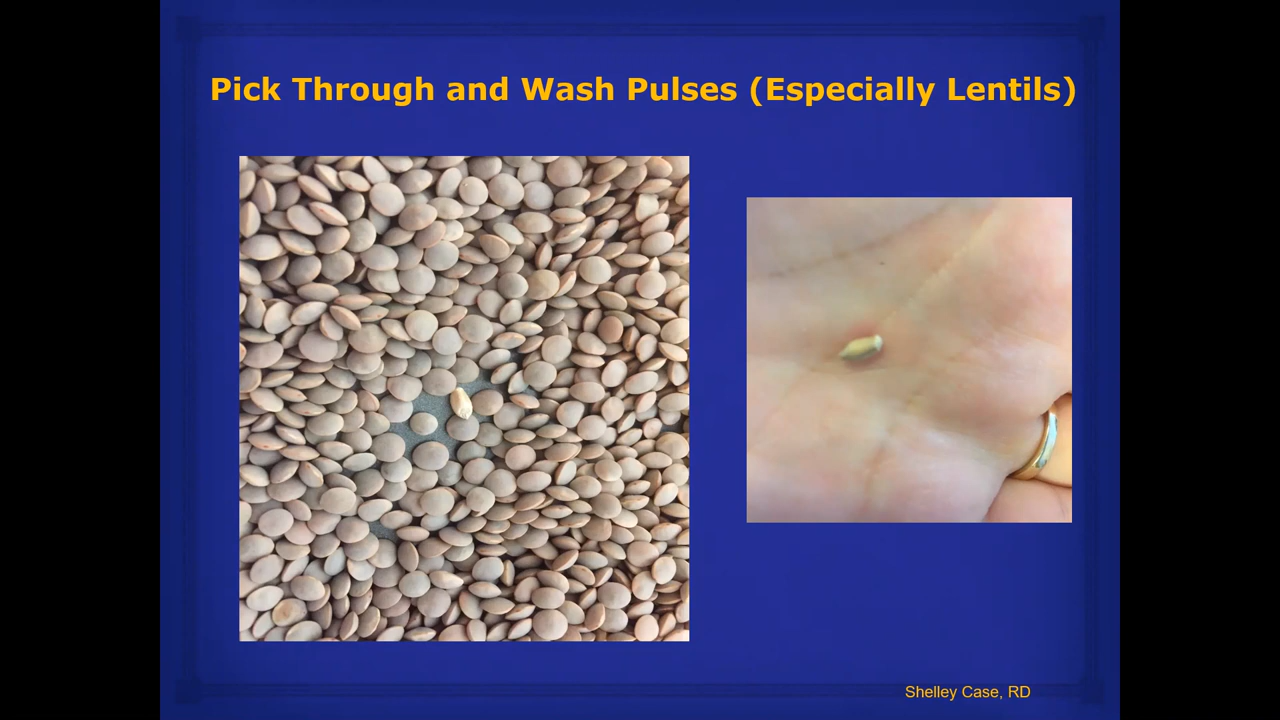 Pick Through and Wash Pulses (Especially Lentils)
Shelley Case, RD